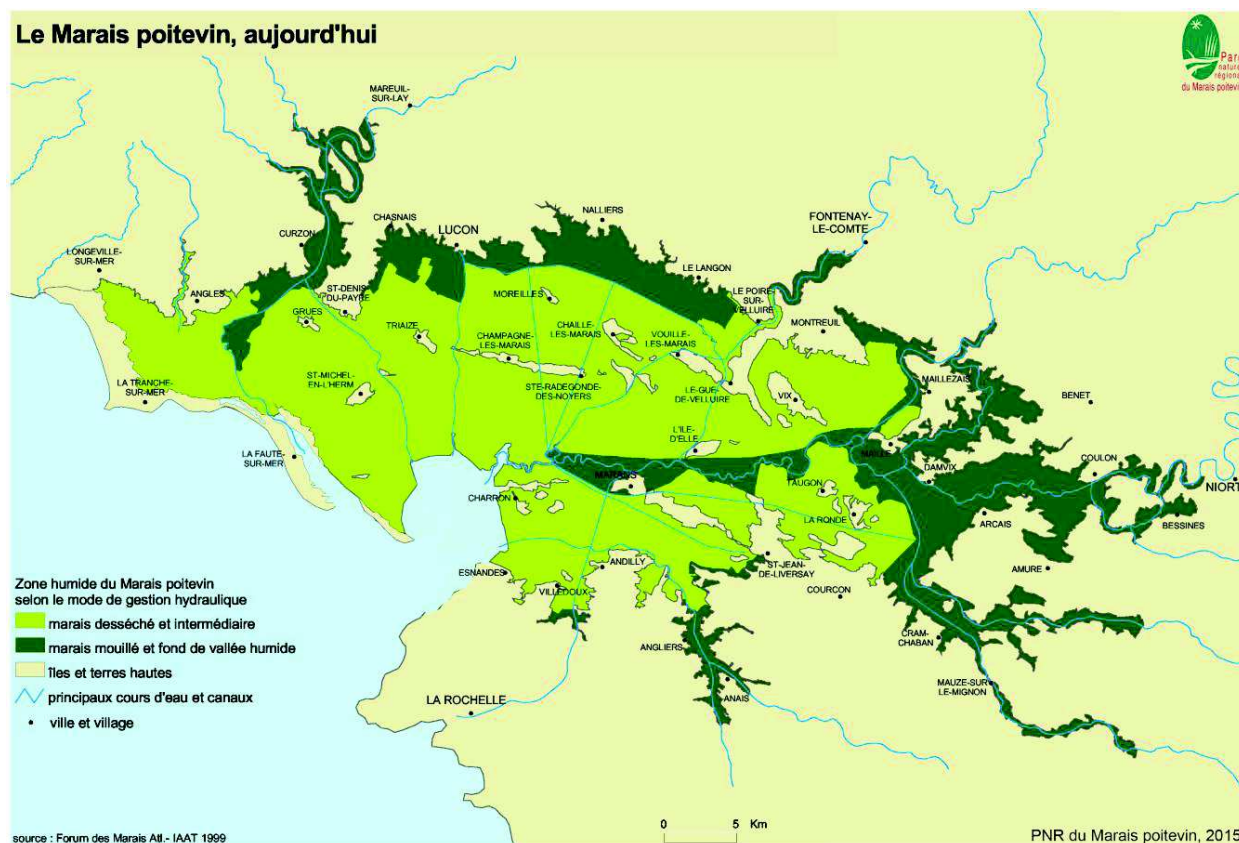 Le Marais poitevin, aujourd'hui
Parc
naturel
régional
du Marais poitevin
MAREUIL-
SUR-LAY
NALLIERS
FONTENAY-
LE-COMTE
CHASNAIS
LUCON
CURZON
LONGEVILLE-
SUR-MER
LE LANGON
ANGLES
ST-DENIS
DU-PAYRE
MOREILLES
LE POIRE-
SUR-
VELLUIRE
GRUES
TRIAIZE
CHAMPAGNE-
LES-MARAIS
CHAILLE-
LES-MARAIS
VOUILLE-
LES-MARAIS
MONTREUIL
ST-MICHEL-
EN-L'HERM
LA TRANCHE-
SUR-MER
STE-RADEGONDE-
DES-NOYERS
LE-GUE-
DE-VELLUIRE
VIX
MAILLEZAIS
BENET
L'ILE-
D'ELLE
LA FAUTE-
SUR-MER
MAILLE
DAMVIX
COULON
NIORT
MARANS
CHARRON
TAUGON
LA RONDE
ARCAIS
BESSINES
ESNANDES
ANDILLY
ST-JEAN-
DE-LIVERSAY
AMURE
VILLEDOUX
COURCON
ANGLIERS
CRAM-
CHABAN
ANAIS
MAUZE-SUR
LE-MIGNON
LA ROCHELLE
Zone humide du Marais poitevin
selon le mode de gestion hydraulique
marais desséché et intermédiaire
marais mouillé et fond de vallée humide
îles et terres hautes
principaux cours d'eau et canaux
ville et village
0 5 Km
source : Forum des Marais Atl.- IAAT 1999
PNR du Marais poitevin, 2015